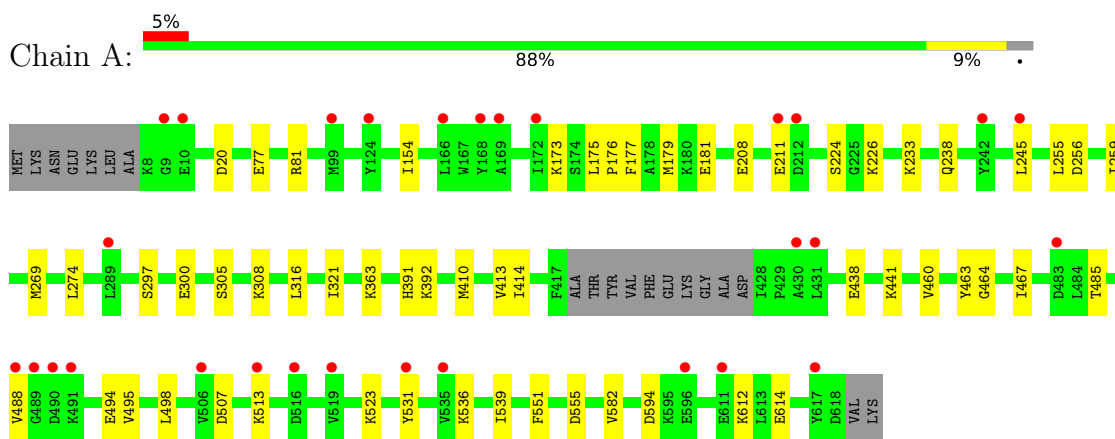 5%
Chain A:
88% 9% •
MET LYS ASN GLU LYS LEU ALA K8 G9 E10 D20 E77 R81 M99 Y124 I154 L166 W167 Y168 A169 I172 K173 S174 L175 P176 F177 A178 M179 K180 E181 E208 E211 D212 S224 G225 K226 K233 Q238 Y242 L245 L255 D256 I259
M269 L274 L289 S297 E300 S305 K308 L316 I321 K363 H391 K392 M410 V413 I414 F417 ALA THR TYR VAL PHE GLU LYS GLY ALA ASP I428 P429 A430 L431 E438 K441 V460 Y463 G464 I467 D483 L484 T485
V488 G489 D490 K491 E494 V495 L498 V506 D507 K513 D516 V519 K523 Y531 V535 K536 I539 F551 D555 V582 D594 K595 E596 E611 K612 L613 E614 Y617 D618 VAL LYS